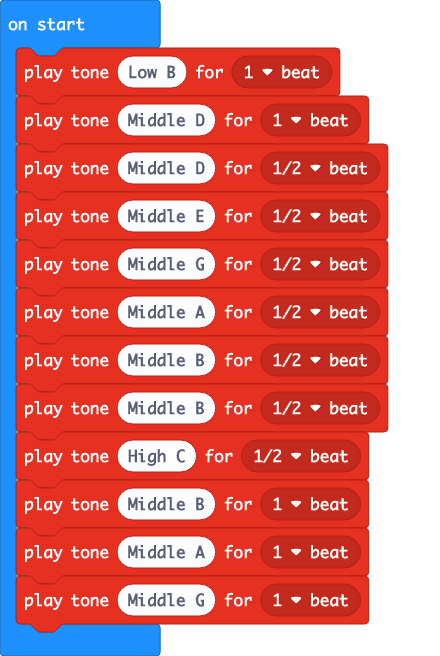 on start
play tone Low B for 1 beat
play tone Middle D for 1 beat
play tone Middle D for 1/2 beat
play tone Middle E for 1/2 beat
play tone Middle G for 1/2 beat
play tone Middle A for 1/2 beat
play tone Middle B for 1/2 beat
play tone Middle B for 1/2 beat
play tone High C for 1/2 beat
play tone Middle B for 1 beat
play tone Middle A for 1 beat
play tone Middle G for 1 beat